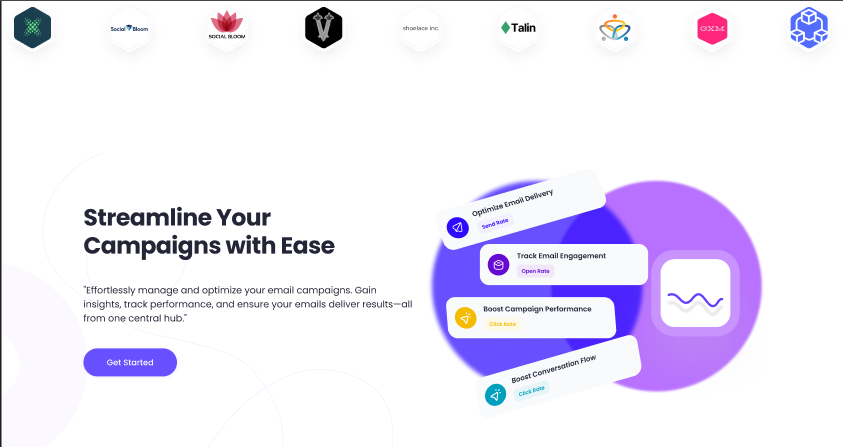 Social Bloom
SOCIAL BLOOM
shoelace inc.
Talin
Streamline Your
Campaigns with Ease
"Effortlessly manage and optimize your email campaigns. Gain
insights, track performance, and ensure your emails deliver results—all
from one central hub."
Get Started
Optimize Email Delivery
Send Rate
Track Email Engagement
Open Rate
Boost Campaign Performance
Click Rate
Boost Conversation Flow
Click Rate